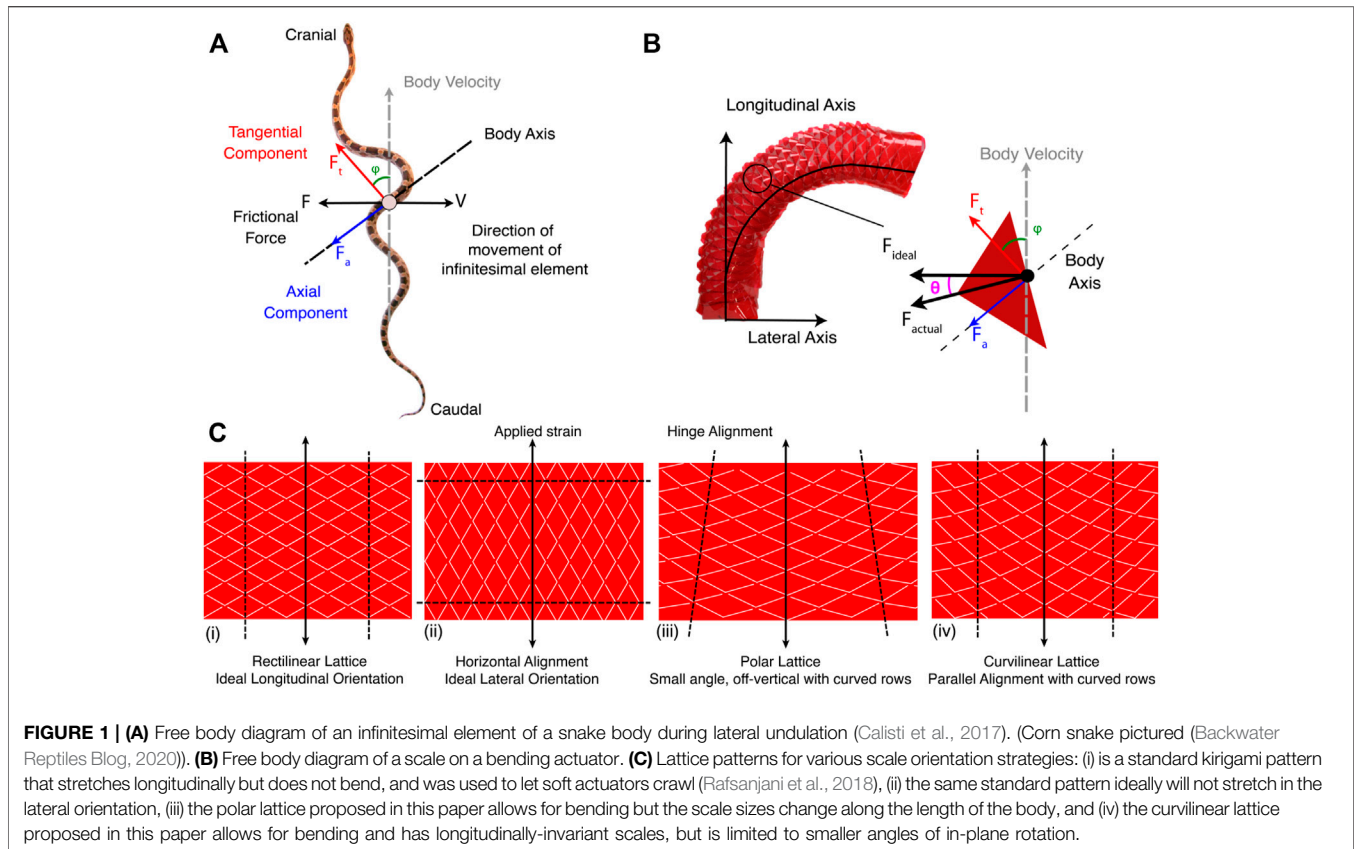 A
Cranial
Body Velocity
Tangential
Component
Body Axis
Ft
φ
F
V
Frictional
Force
Fa
Direction of
movement of
infinitesimal element
Axial
Component
Caudal
B
Longitudinal Axis
Body Velocity
Ft
φ
Fideal
Body
Axis
θ
Factual
Fa
Lateral Axis
C
Applied strain
Hinge Alignment
(i)
(ii)
(iii)
(iv)
Rectilinear Lattice
Ideal Longitudinal Orientation
Horizontal Alignment
Ideal Lateral Orientation
Polar Lattice
Small angle, off-vertical with curved rows
Curvilinear Lattice
Parallel Alignment with curved rows
FIGURE 1 | (A) Free body diagram of an infinitesimal element of a snake body during lateral undulation (Calisti et al., 2017). (Corn snake pictured (Backwater
Reptiles Blog, 2020)). (B) Free body diagram of a scale on a bending actuator. (C) Lattice patterns for various scale orientation strategies: (i) is a standard kirigami pattern
that stretches longitudinally but does not bend, and was used to let soft actuators crawl (Rafsanjani et al., 2018), (ii) the same standard pattern ideally will not stretch in the
lateral orientation, (iii) the polar lattice proposed in this paper allows for bending but the scale sizes change along the length of the body, and (iv) the curvilinear lattice
proposed in this paper allows for bending and has longitudinally-invariant scales, but is limited to smaller angles of in-plane rotation.